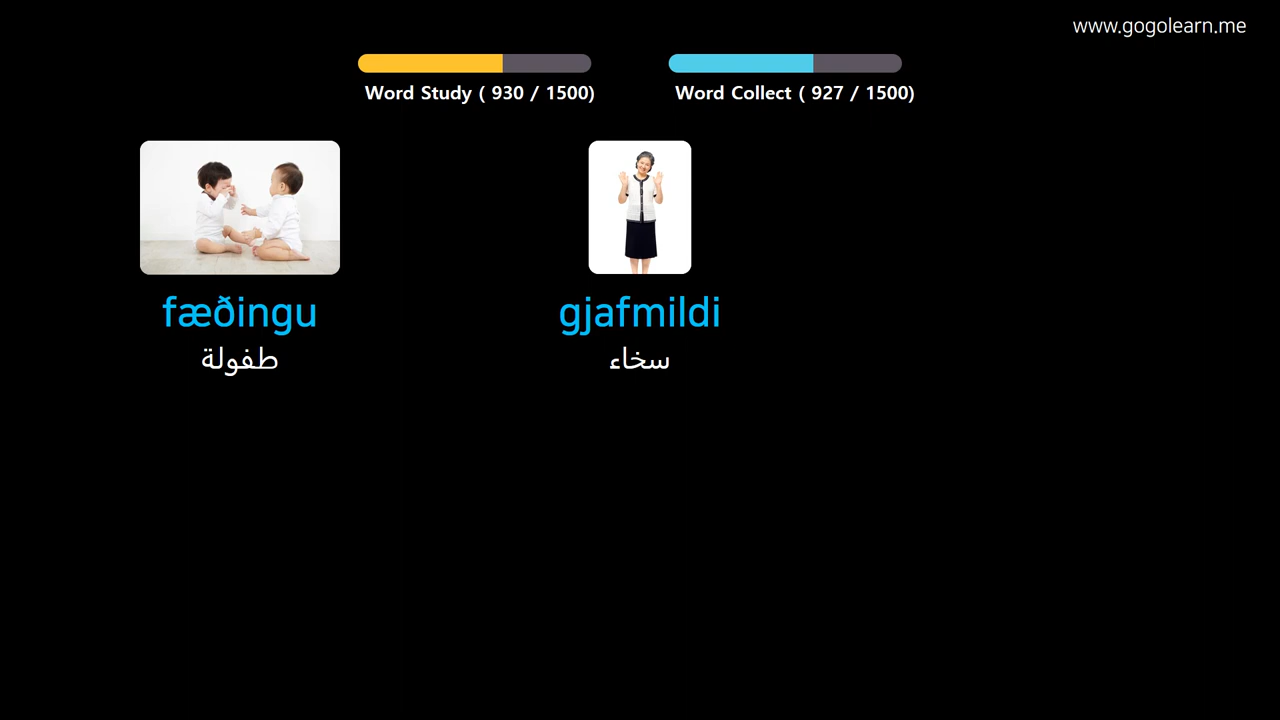 www.gogolearn.me
Word Study ( 930 / 1500)
Word Collect ( 927 / 1500)
fæðingu
طفولة
gjafmildi
سخاء